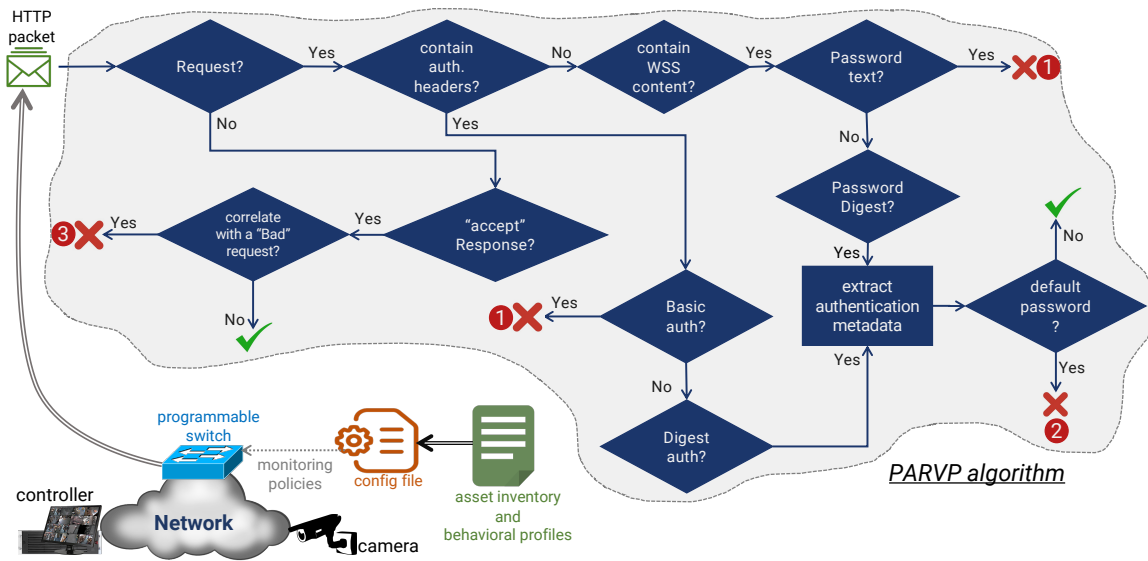 HTTP
packet
Request?
Yes
contain
auth.
headers?
No
contain
WSS
content?
Yes
Password
text?
Yes
1
No
Yes
No
Password
Digest?
Yes
3
Yes
correlate
with a “Bad”
request?
Yes
“accept”
Response?
No
No
default
password
?
extract
authentication
metadata
Yes
1
Yes
Basic
auth?
Yes
2
No
Digest
auth?
PARVP algorithm
programmable
switch
monitoring
policies
config file
asset inventory
and
behavioral profiles
controller
Network
camera